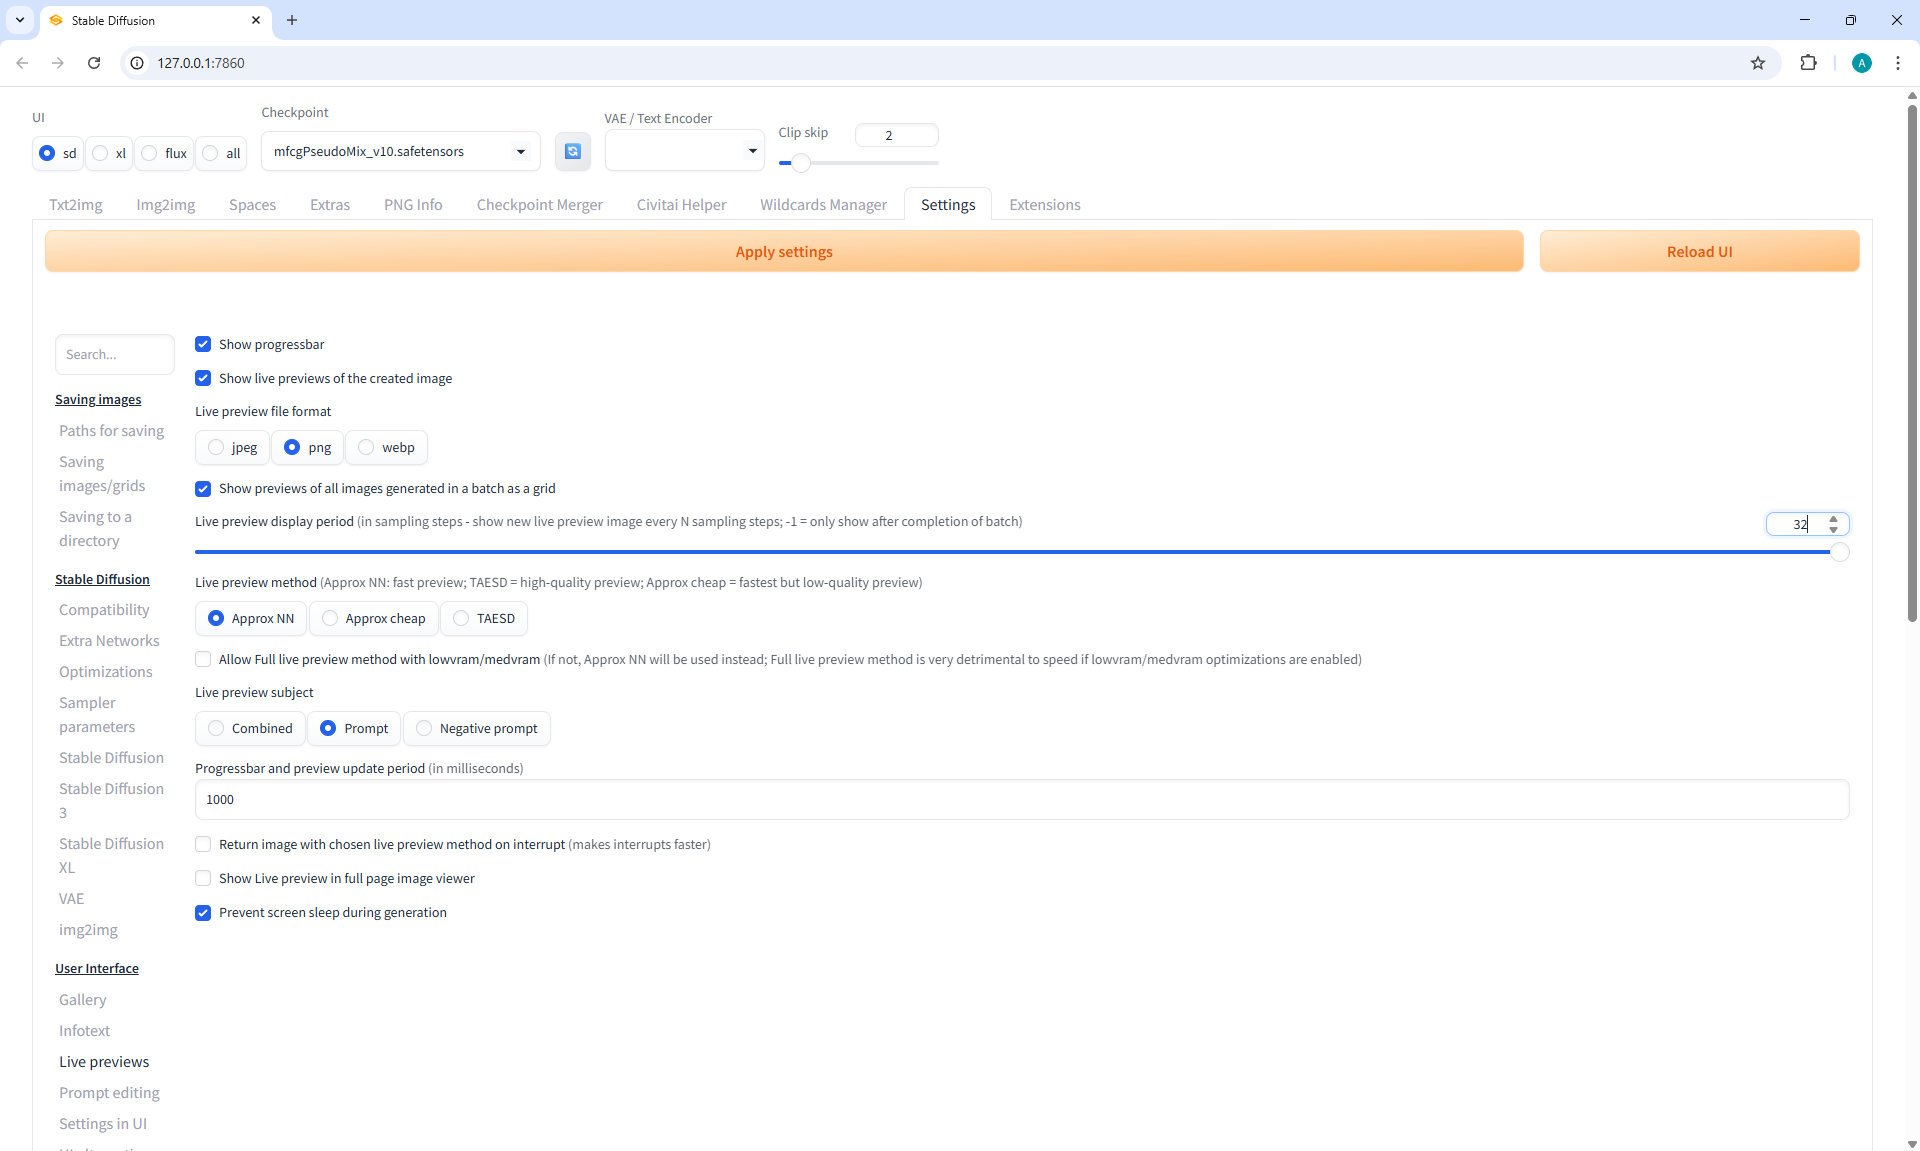 Stable Diffusion
127.0.0.1:7860
A
UI
sd
xl
flux
all
Checkpoint
mfcgPseudoMix_v10.safetensors
VAE / Text Encoder
Clip skip
2
Txt2img
Img2img
Spaces
Extras
PNG Info
Checkpoint Merger
Civitai Helper
Wildcards Manager
Settings
Extensions
Apply settings
Reload UI
Search...
Saving images
Paths for saving
Saving
images/grids
Saving to a
directory
Stable Diffusion
Compatibility
Extra Networks
Optimizations
Sampler
parameters
Stable Diffusion
Stable Diffusion
3
Stable Diffusion
XL
VAE
img2img
User Interface
Gallery
Infotext
Live previews
Prompt editing
Settings in UI
Show progressbar
Show live previews of the created image
Live preview file format
jpeg
png
webp
Show previews of all images generated in a batch as a grid
Live preview display period (in sampling steps - show new live preview image every N sampling steps; -1 = only show after completion of batch)
32
Live preview method (Approx NN: fast preview; TAESD = high-quality preview; Approx cheap = fastest but low-quality preview)
Approx NN
Approx cheap
TAESD
Allow Full live preview method with lowvram/medvram (If not, Approx NN will be used instead; Full live preview method is very detrimental to speed if lowvram/medvram optimizations are enabled)
Live preview subject
Combined
Prompt
Negative prompt
Progressbar and preview update period (in milliseconds)
1000
Return image with chosen live preview method on interrupt (makes interrupts faster)
Show Live preview in full page image viewer
Prevent screen sleep during generation